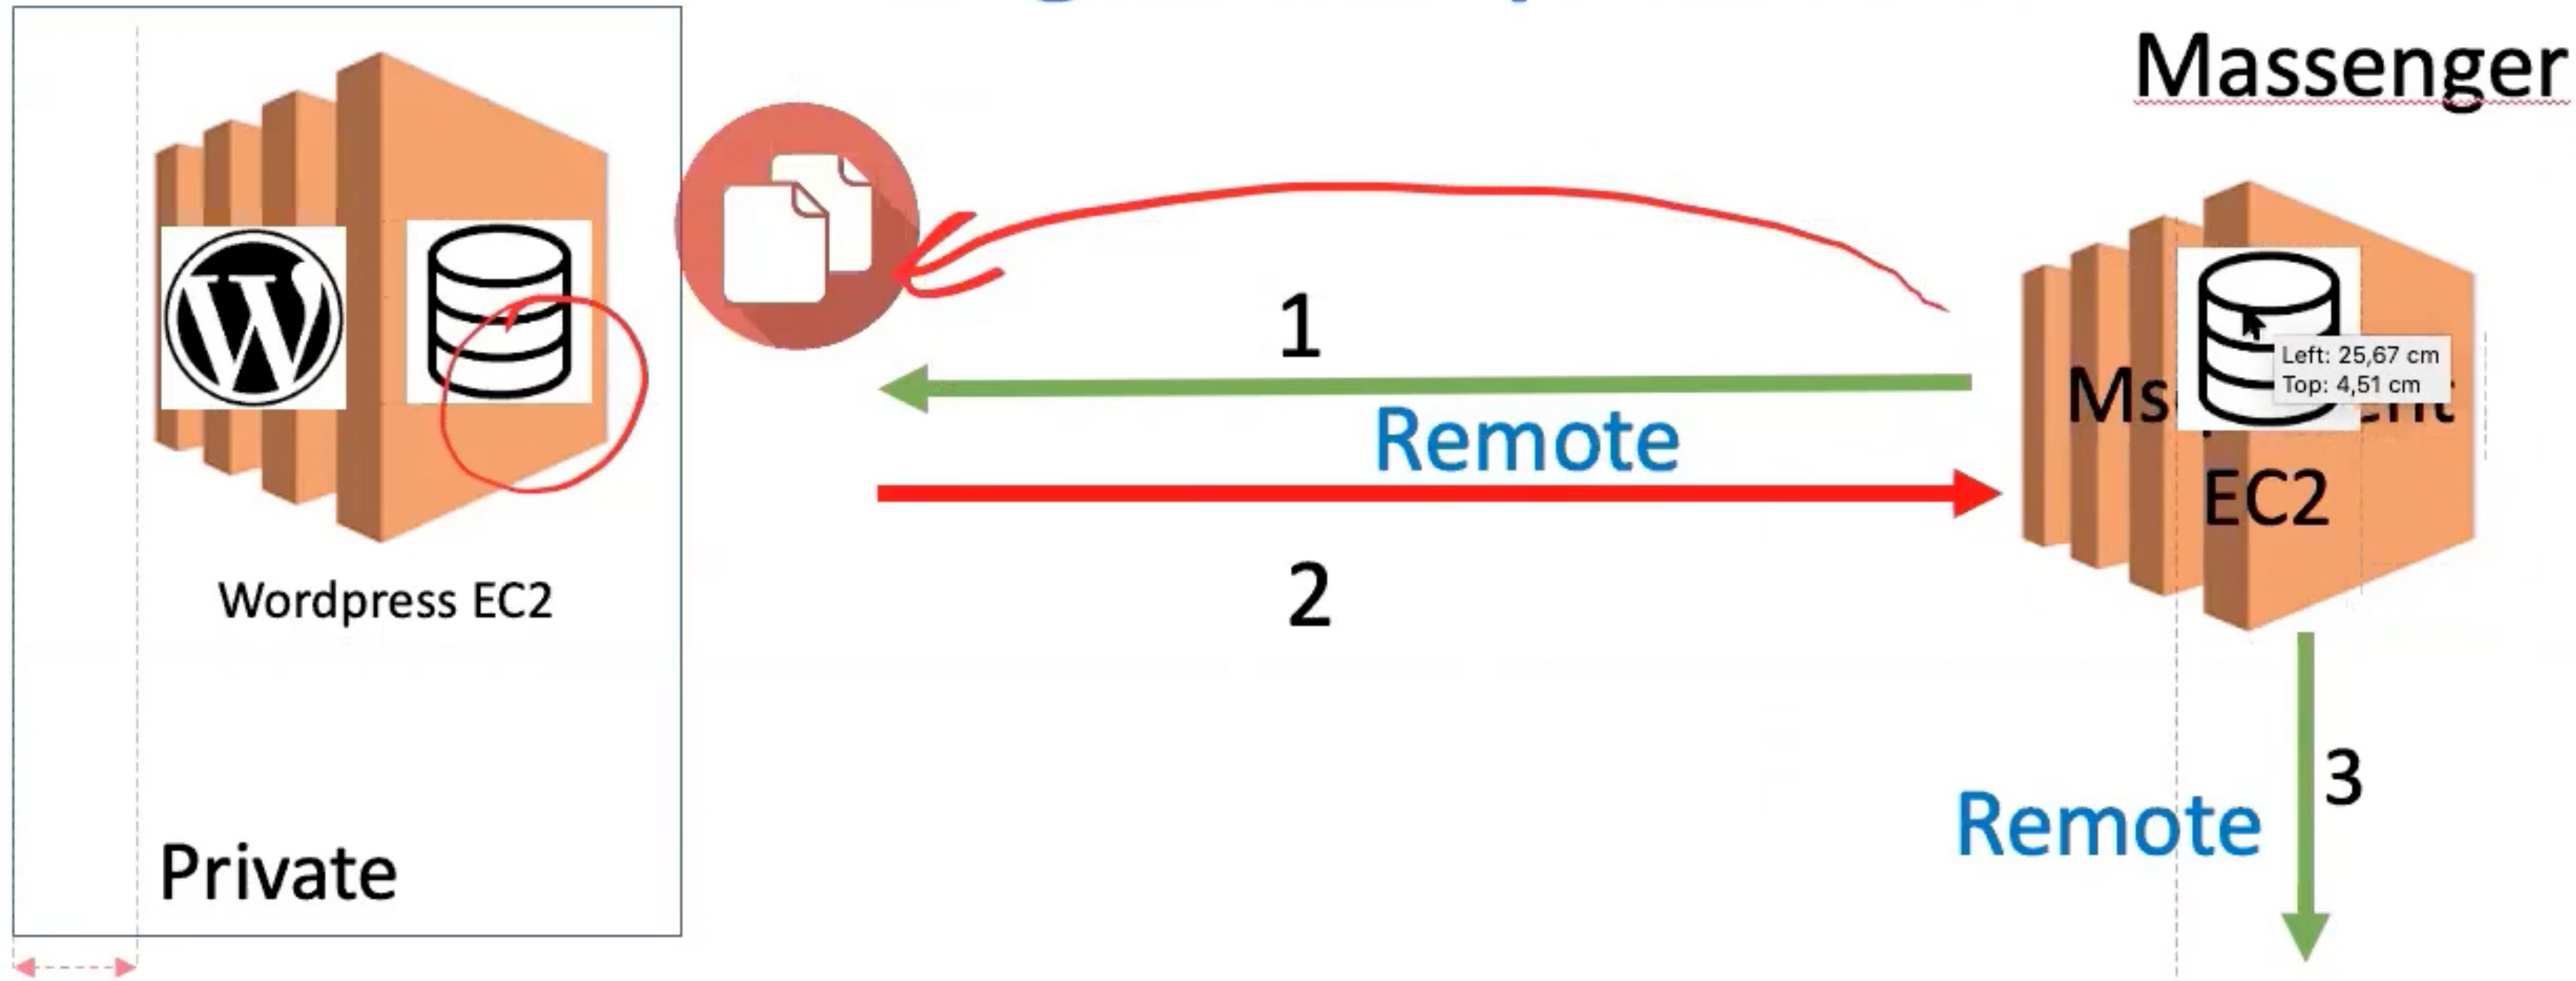 Massenger
1
Left: 25,67 cm
Top: 4,51 cm
Remote
EC2
2
Wordpress EC2
3
Remote
Private